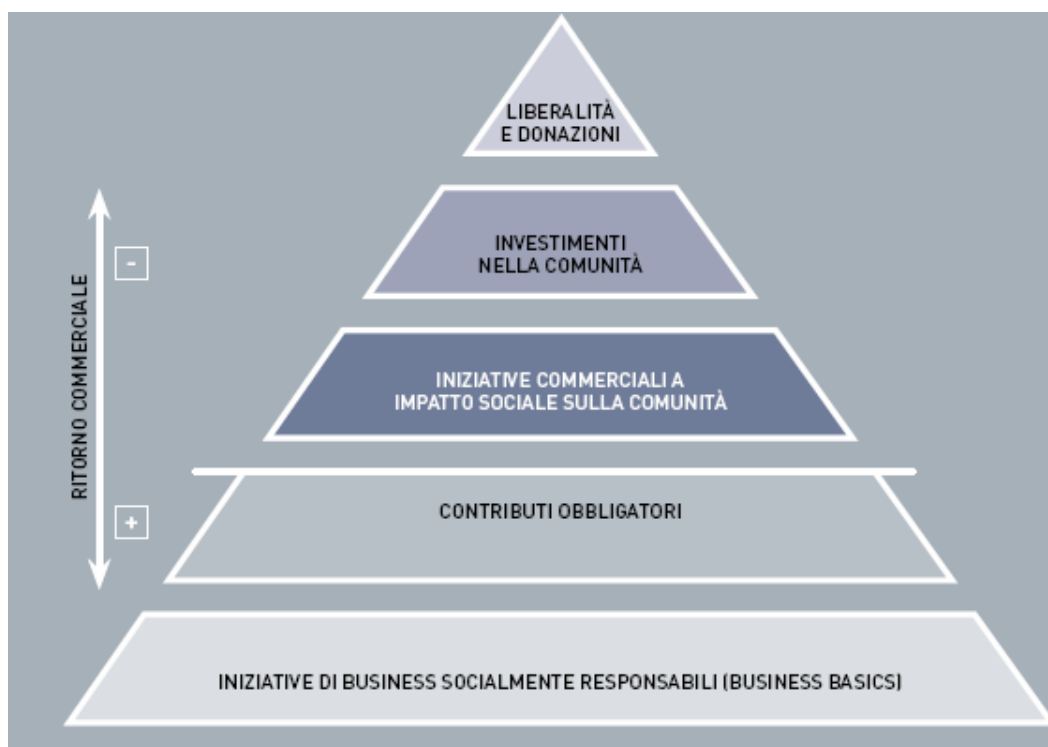 LIBERALITÀ
E DONAZIONI
INVESTIMENTI
NELLA COMUNITÀ
-
INIZIATIVE COMMERCIALI A
IMPATTO SOCIALE SULLA COMUNITÀ
RITORNO COMMERCIALE
+
CONTRIBUTI OBBLIGATORI
INIZIATIVE DI BUSINESS SOCIALMENTE RESPONSABILI (BUSINESS BASICS)